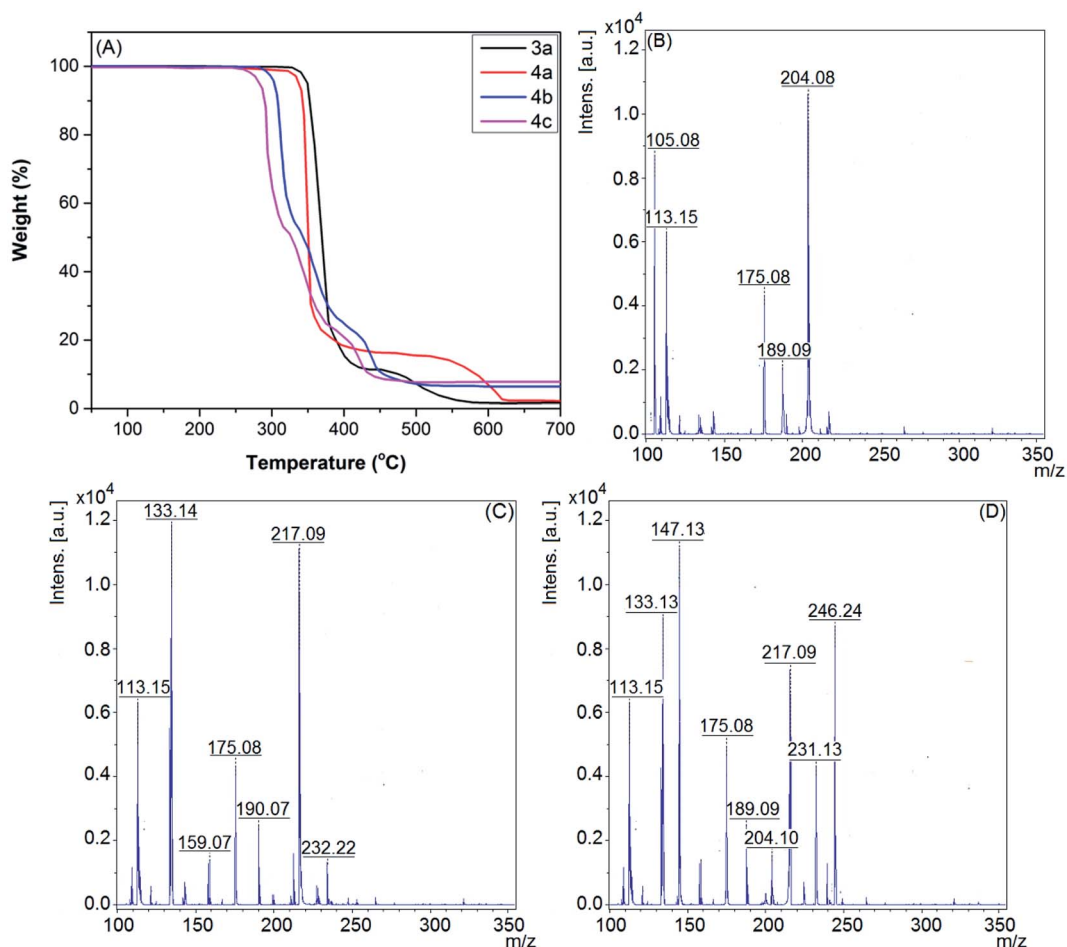 (A)
3a
4a
4b
4c
100
80
60
40
20
0
Weight (%)
100 200 300 400 500 600 700
Temperature (°C)
x10⁴
(B)
Intens. [a.u.]
1.2
1.0
0.8
0.6
0.4
0.2
0.0
204.08
105.08
113.15
175.08
189.09
100 150 200 250 300 350
m/z
x10⁴
(C)
Intens. [a.u.]
1.2
1.0
0.8
0.6
0.4
0.2
0.0
133.14
217.09
113.15
175.08
190.07
159.07
232.22
100 150 200 250 300 350
m/z
x10⁴
(D)
Intens. [a.u.]
1.2
1.0
0.8
0.6
0.4
0.2
0.0
147.13
133.13
246.24
217.09
113.15
175.08
231.13
189.09
204.10
100 150 200 250 300 350
m/z